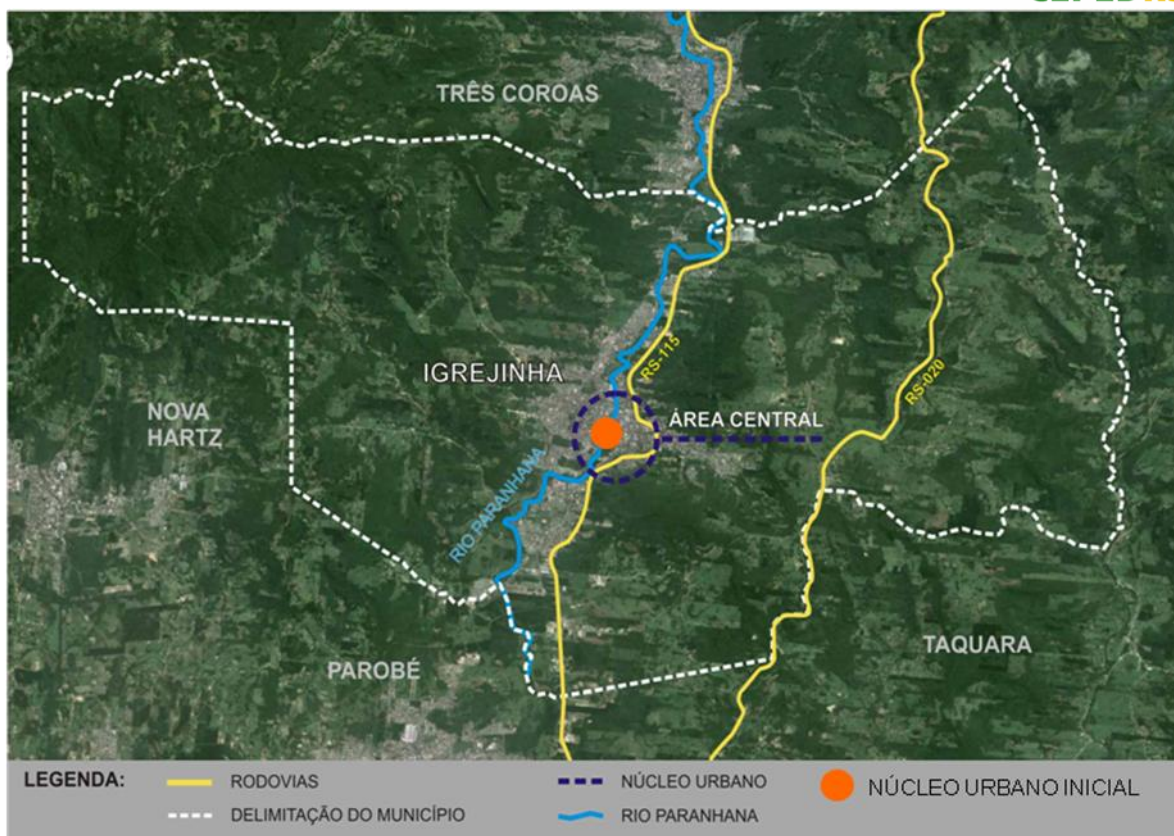 TRÊS COROAS
RS-115
IGREJINHA
RS-020
ÁREA CENTRAL
NOVA
HARTZ
RIO PARANHANA
TAQUARA
PAROBÉ
LEGENDA:
RODOVIAS
NÚCLEO URBANO
NÚCLEO URBANO INICIAL
DELIMITAÇÃO DO MUNICÍPIO
RIO PARANHANA